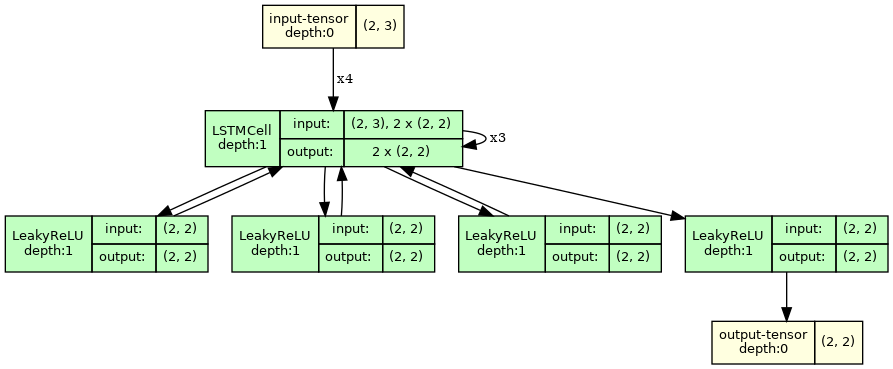 input-tensor
depth:0
(2, 3)
x4
LSTMCell
depth:1
input:
(2, 3), 2 x (2, 2)
output:
2 x (2, 2)
x3
LeakyReLU
depth:1
input:
(2, 2)
output:
(2, 2)
LeakyReLU
depth:1
input:
(2, 2)
output:
(2, 2)
LeakyReLU
depth:1
input:
(2, 2)
output:
(2, 2)
LeakyReLU
depth:1
input:
(2, 2)
output:
(2, 2)
output-tensor
depth:0
(2, 2)